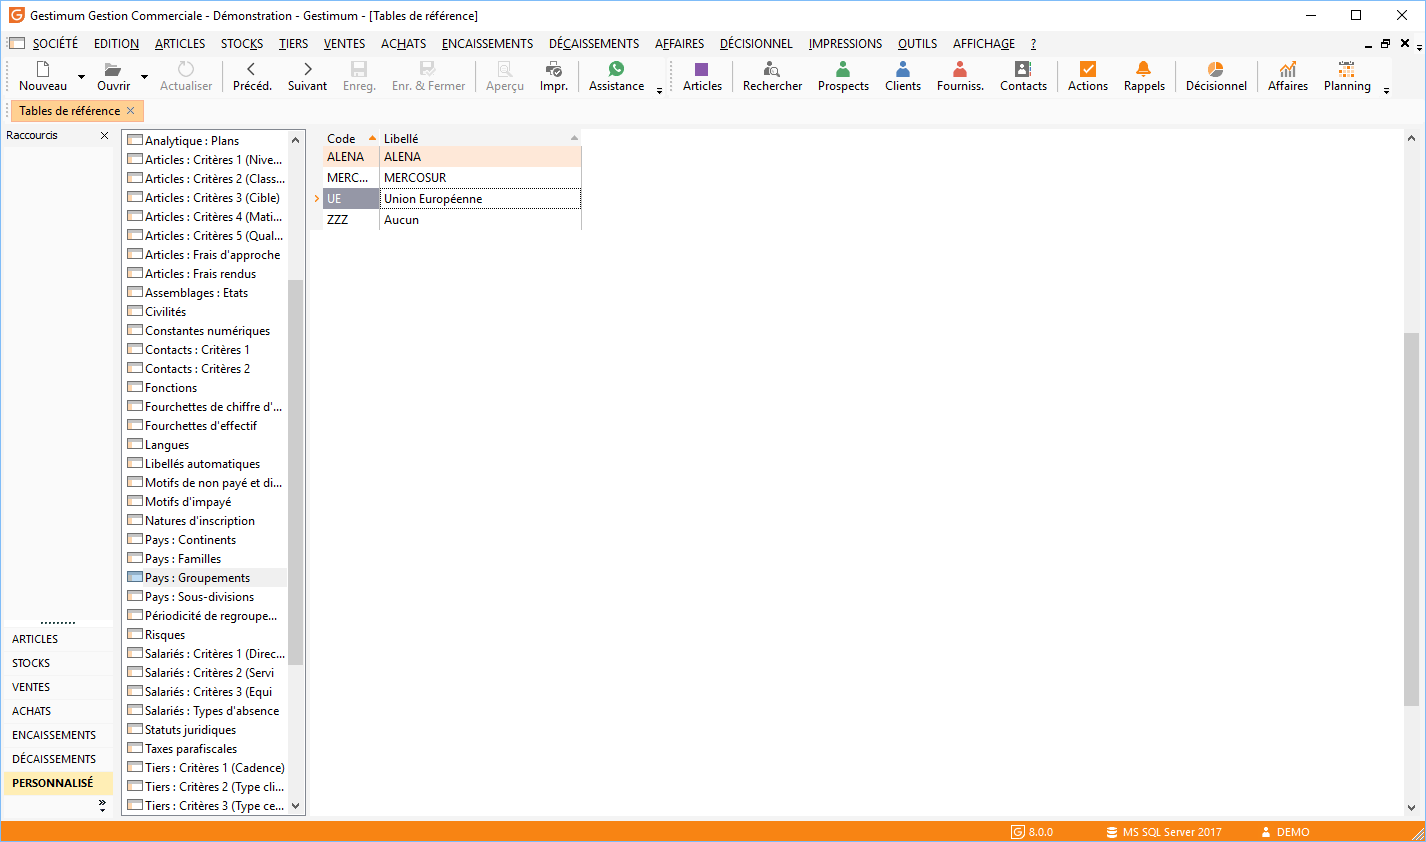 Gestimum Gestion Commerciale - Démonstration - Gestimum - [Tables de référence]
SOCIÉTÉ EDITION ARTICLES STOCKS TIERS VENTES ACHATS ENCAISSEMENTS DÉCAISSEMENTS AFFAIRES DÉCISIONNEL IMPRESSIONS OUTILS AFFICHAGE ?
Nouveau Ouvrir Actualiser Précéd. Suivant Enreg. Enr. & Fermer Aperçu Impr. Assistance Articles Rechercher Prospects Clients Fourniss. Contacts Actions Rappels Décisionnel Affaires Planning
Tables de référence
Raccourcis
ARTICLES
STOCKS
VENTES
ACHATS
ENCAISSEMENTS
DÉCAISSEMENTS
PERSONNALISÉ
Analytique : Plans
Articles : Critères 1 (Nive...
Articles : Critères 2 (Class...
Articles : Critères 3 (Cible)
Articles : Critères 4 (Mati...
Articles : Critères 5 (Qual...
Articles : Frais d'approche
Articles : Frais rendus
Assemblages : Etats
Civilités
Constantes numériques
Contacts : Critères 1
Contacts : Critères 2
Fonctions
Fourchettes de chiffre d'...
Fourchettes d'effectif
Langues
Libellés automatiques
Motifs de non payé et di...
Motifs d'impayé
Natures d'inscription
Pays : Continents
Pays : Familles
Pays : Groupements
Pays : Sous-divisions
Périodicité de regroupe...
Risques
Salariés : Critères 1 (Direc...
Salariés : Critères 2 (Servi
Salariés : Critères 3 (Equi
Salariés : Types d'absence
Statuts juridiques
Taxes parafiscales
Tiers : Critères 1 (Cadence)
Tiers : Critères 2 (Type cli...
Tiers : Critères 3 (Type ce...
Code Libellé
ALENA ALENA
MERC... MERCOSUR
UE Union Européenne
ZZZ Aucun
8.0.0 MS SQL Server 2017 DEMO